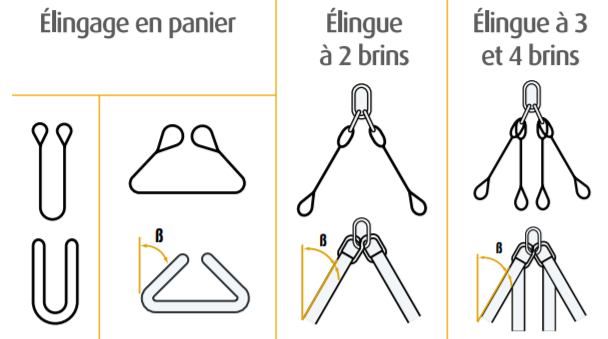 Élingage en panier
Élingue
à 2 brins
Élingue à 3
et 4 brins
ß
ß
ß